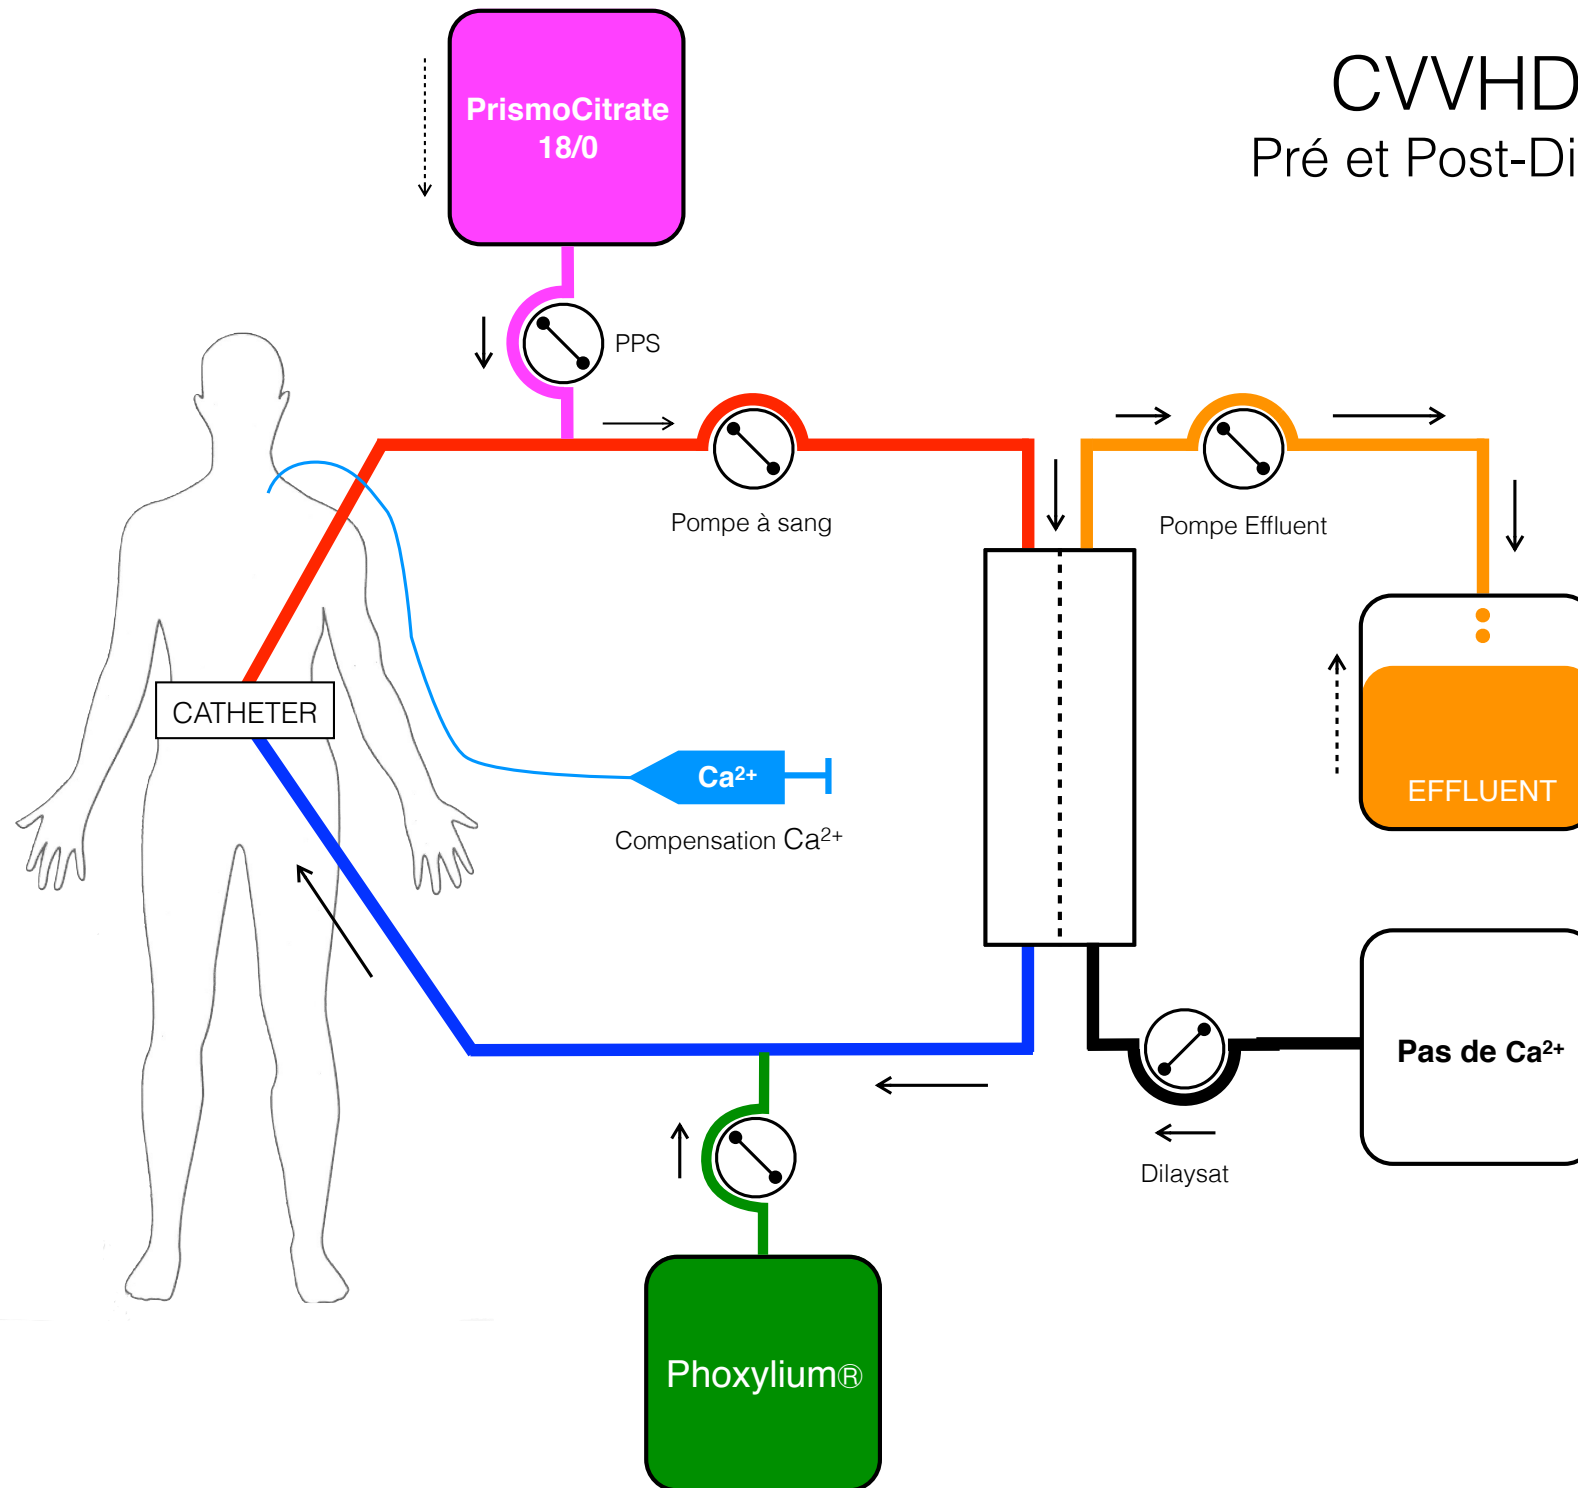 CVVHD
Pré et Post-Di
PrismoCitrate
18/0
PPS
Pompe à sang
Pompe Effluent
CATHETER
Ca²⁺
Compensation Ca²⁺
EFFLUENT
Pas de Ca²⁺
Dilaysat
Phoxylium®